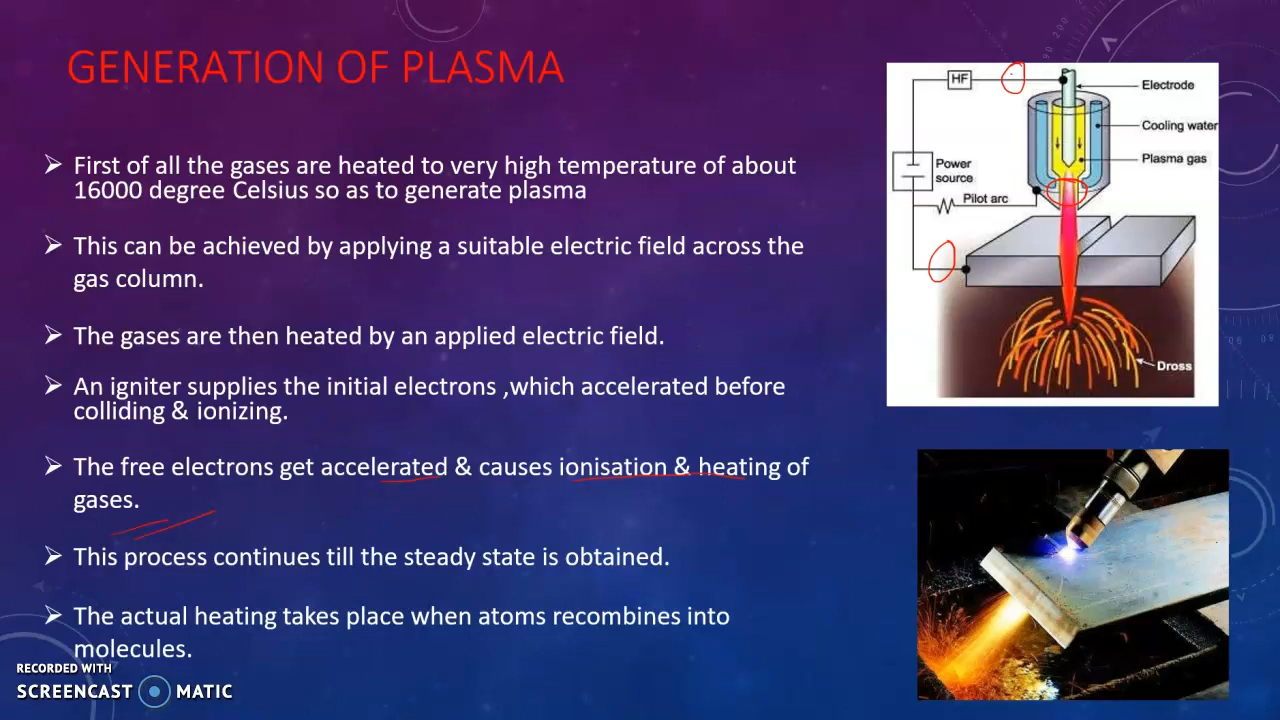 GENERATION OF PLASMA
First of all the gases are heated to very high temperature of about
16000 degree Celsius so as to generate plasma
This can be achieved by applying a suitable electric field across the
gas column.
The gases are then heated by an applied electric field.
An igniter supplies the initial electrons ,which accelerated before
colliding & ionizing.
The free electrons get accelerated & causes ionisation & heating of
gases.
This process continues till the steady state is obtained.
The actual heating takes place when atoms recombines into
molecules.
HF
Electrode
Cooling water
Plasma gas
Power
source
Pilot arc
Dross
RECORDED WITH
SCREENCAST MATIC